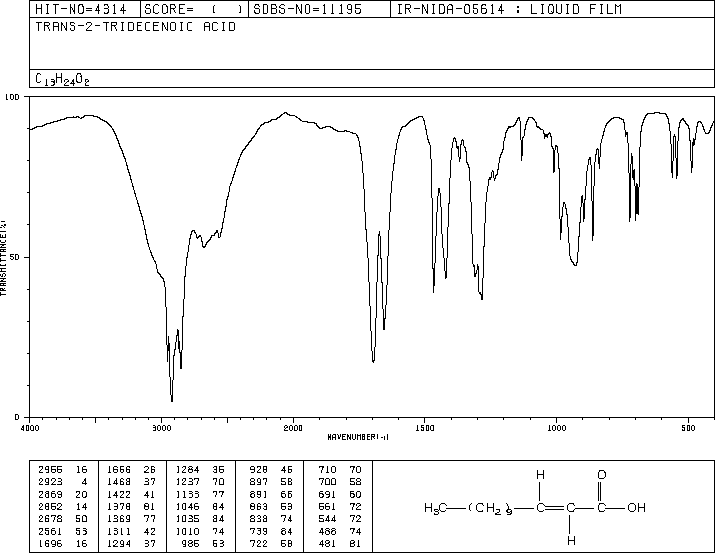 HIT-NO=4314 SCORE= ( ) SDBS-NO=11195 IR-NIDA-05614 : LIQUID FILM
TRANS-2-TRIDECENOIC ACID
C13H24O2
100
50
0
TRANSMITTANCE(%)
4000 3000 2000 1500 1000 500
WAVENUMBER(-1)
2955 16 1656 26 1284 35 928 45 710 70
2923 4 1468 37 1237 70 897 58 700 58
2869 20 1422 41 1133 77 891 66 691 60
2852 14 1378 81 1046 84 863 53 561 72
2678 50 1369 77 1035 84 838 74 544 72
2561 53 1311 42 1010 74 739 84 488 74
1696 16 1294 37 985 53 722 58 481 81
H O
H3C (CH2)9 C C C OH
H